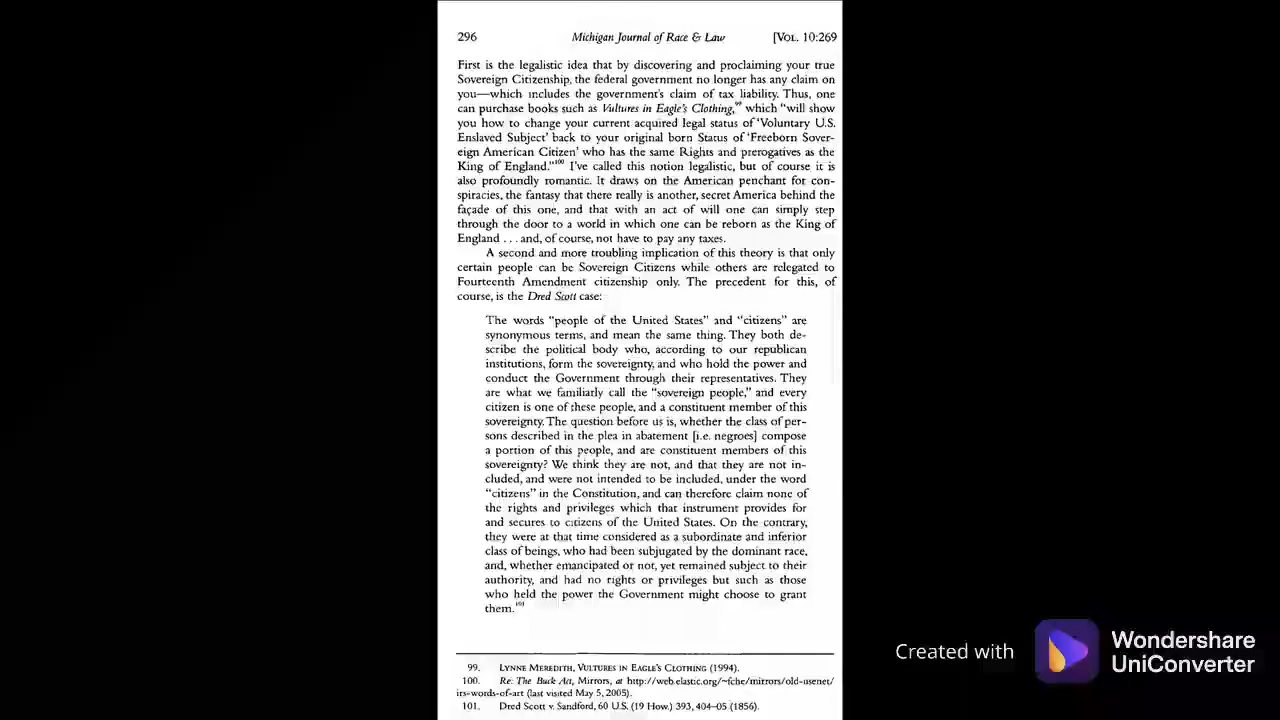 296 Michigan Journal of Race & Law [VOL. 10:269
First is the legalistic idea that by discovering and proclaiming your true
Sovereign Citizenship, the federal government no longer has any claim on
you—which includes the government's claim of tax liability. Thus, one
can purchase books such as Vultures in Eagle's Clothing,99 which "will show
you how to change your current acquired legal status of 'Voluntary U.S.
Enslaved Subject' back to your original born Status of 'Freeborn Sover-
eign American Citizen' who has the same Rights and prerogatives as the
King of England."100 I've called this notion legalistic, but of course it is
also profoundly romantic. It draws on the American penchant for con-
spiracies, the fantasy that there really is another, secret America behind the
façade of this one, and that with an act of will one can simply step
through the door to a world in which one can be reborn as the King of
England . . . and, of course, not have to pay any taxes.
A second and more troubling implication of this theory is that only
certain people can be Sovereign Citizens while others are relegated to
Fourteenth Amendment citizenship only. The precedent for this, of
course, is the Dred Scott case:
The words "people of the United States" and "citizens" are
synonymous terms, and mean the same thing. They both de-
scribe the political body who, according to our republican
institutions, form the sovereignty, and who hold the power and
conduct the Government through their representatives. They
are what we familiarly call the "sovereign people," and every
citizen is one of these people, and a constituent member of this
sovereignty. The question before us is, whether the class of per-
sons described in the plea in abatement [i.e. negroes] compose
a portion of this people, and are constituent members of this
sovereignty? We think they are not, and that they are not in-
cluded, and were not intended to be included, under the word
"citizens" in the Constitution, and can therefore claim none of
the rights and privileges which that instrument provides for
and secures to citizens of the United States. On the contrary,
they were at that time considered as a subordinate and inferior
class of beings, who had been subjugated by the dominant race,
and, whether emancipated or not, yet remained subject to their
authority, and had no rights or privileges but such as those
who held the power the Government might choose to grant
them.101
99. LYNNE MEREDITH, VULTURES IN EAGLE'S CLOTHING (1994).
100. Re: The Buck Act, Mirrors, at http://web.elastic.org/~fche/mirrors/old-usenet/
irs-words-of-art (last visited May 5, 2005).
101. Dred Scott v. Sandford, 60 U.S. (19 How.) 393, 404–05 (1856).
Created with Wondershare
UniConverter